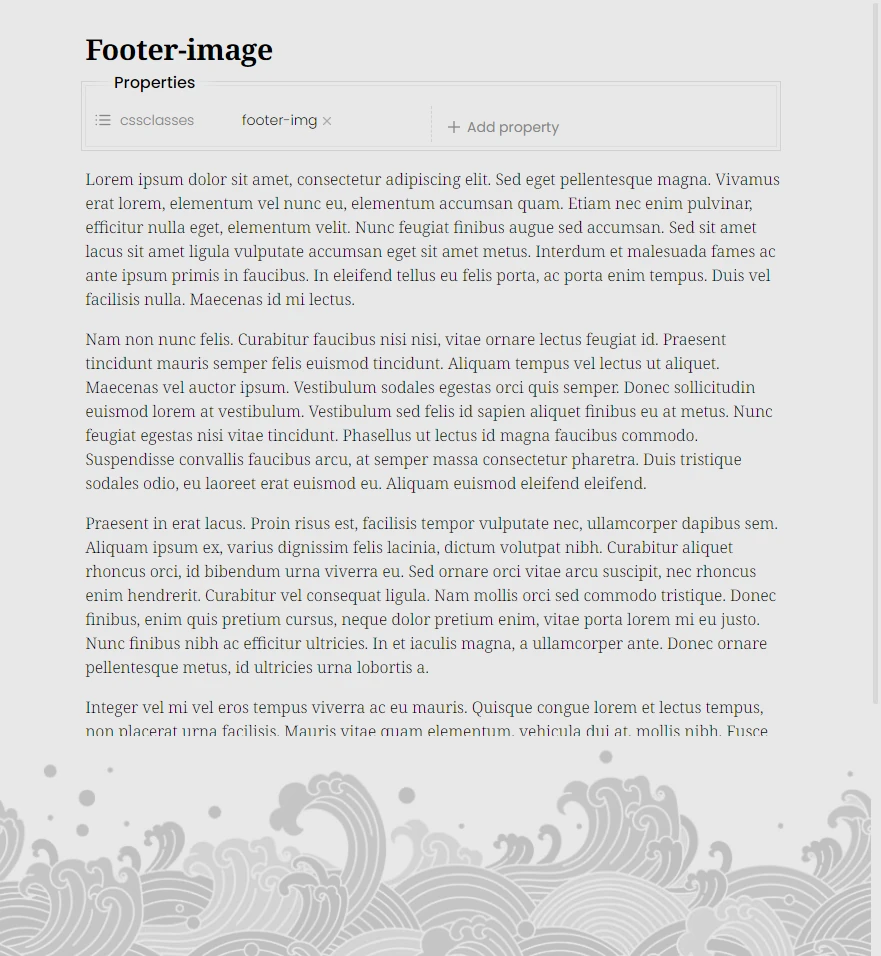 Footer-image
Properties
cssclasses footer-img × + Add property
Lorem ipsum dolor sit amet, consectetur adipiscing elit. Sed eget pellentesque magna. Vivamus
erat lorem, elementum vel nunc eu, elementum accumsan quam. Etiam nec enim pulvinar,
efficitur nulla eget, elementum velit. Nunc feugiat finibus augue sed accumsan. Sed sit amet
lacus sit amet ligula vulputate accumsan eget sit amet metus. Interdum et malesuada fames ac
ante ipsum primis in faucibus. In eleifend tellus eu felis porta, ac porta enim tempus. Duis vel
facilisis nulla. Maecenas id mi lectus.
Nam non nunc felis. Curabitur faucibus nisi nisi, vitae ornare lectus feugiat id. Praesent
tincidunt mauris semper felis euismod tincidunt. Aliquam tempus vel lectus ut aliquet.
Maecenas vel auctor ipsum. Vestibulum sodales egestas orci quis semper. Donec sollicitudin
euismod lorem at vestibulum. Vestibulum sed felis id sapien aliquet finibus eu at metus. Nunc
feugiat egestas nisi vitae tincidunt. Phasellus ut lectus id magna faucibus commodo.
Suspendisse convallis faucibus arcu, at semper massa consectetur pharetra. Duis tristique
sodales odio, eu laoreet erat euismod eu. Aliquam euismod eleifend eleifend.
Praesent in erat lacus. Proin risus est, facilisis tempor vulputate nec, ullamcorper dapibus sem.
Aliquam ipsum ex, varius dignissim felis lacinia, dictum volutpat nibh. Curabitur aliquet
rhoncus orci, id bibendum urna viverra eu. Sed ornare orci vitae arcu suscipit, nec rhoncus
enim hendrerit. Curabitur vel consequat ligula. Nam mollis orci sed commodo tristique. Donec
finibus, enim quis pretium cursus, neque dolor pretium enim, vitae porta lorem mi eu justo.
Nunc finibus nibh ac efficitur ultricies. In et iaculis magna, a ullamcorper ante. Donec ornare
pellentesque metus, id ultricies urna lobortis a.
Integer vel mi vel eros tempus viverra ac eu mauris. Quisque congue lorem et lectus tempus,
non placerat urna facilisis. Mauris vitae quam elementum, vehicula dui at, mollis nibh. Fusce